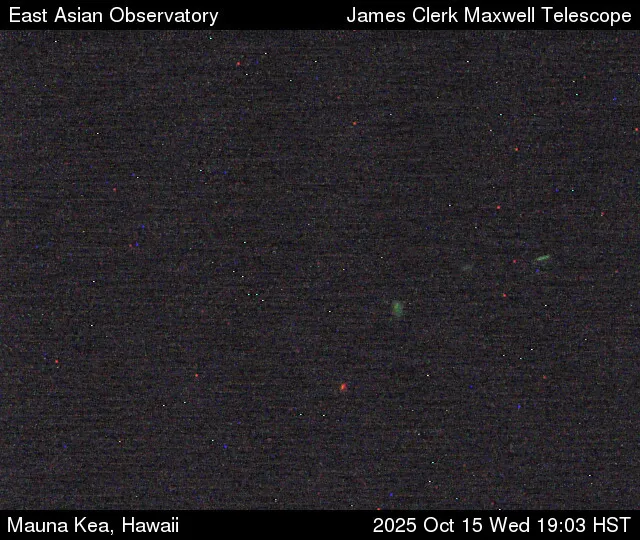 East Asian Observatory
James Clerk Maxwell Telescope
Mauna Kea, Hawaii
2025 Oct 15 Wed 19:03 HST